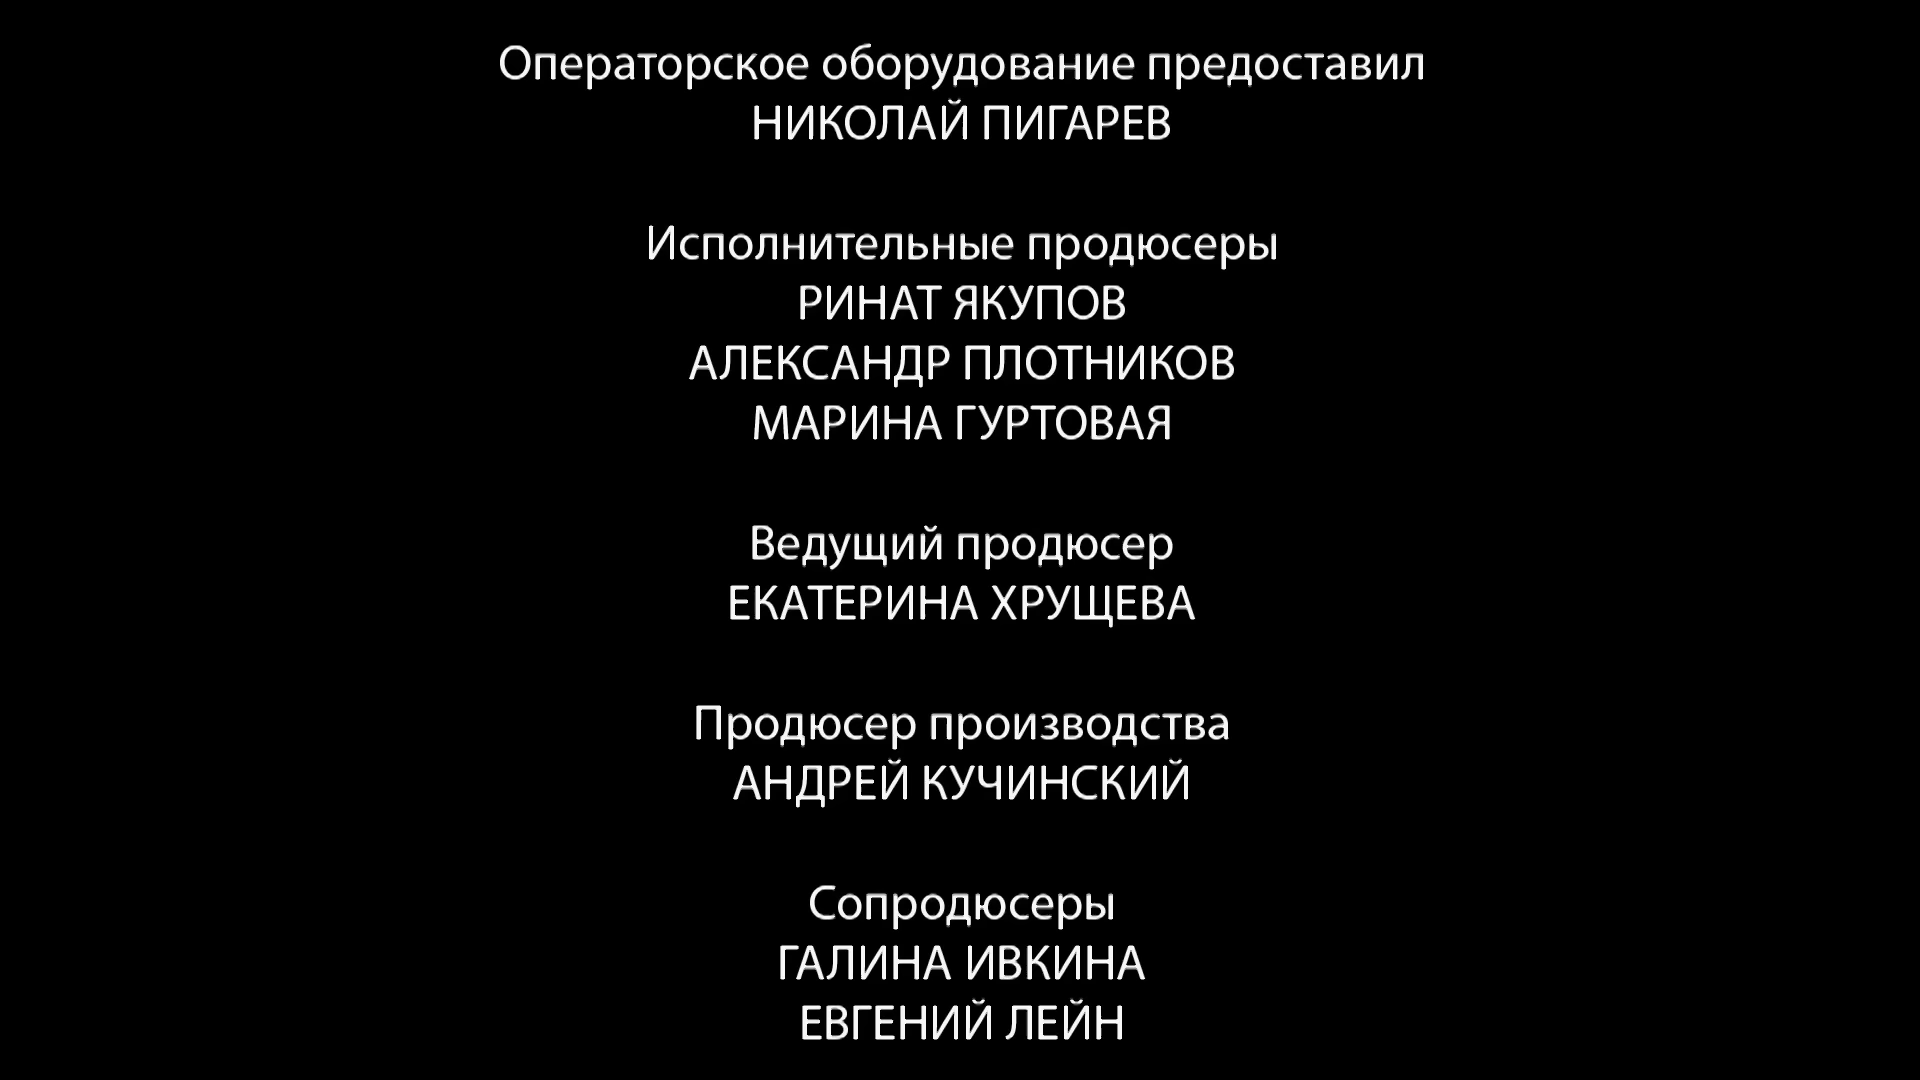 Операторское оборудование предоставил
НИКОЛАЙ ПИГАРЕВ
Исполнительные продюсеры
РИНАТ ЯКУПОВ
АЛЕКСАНДР ПЛОТНИКОВ
МАРИНА ГУРТОВАЯ
Ведущий продюсер
ЕКАТЕРИНА ХРУЩЕВА
Продюсер производства
АНДРЕЙ КУЧИНСКИЙ
Сопродюсеры
ГАЛИНА ИВКИНА
ЕВГЕНИЙ ЛЕЙН